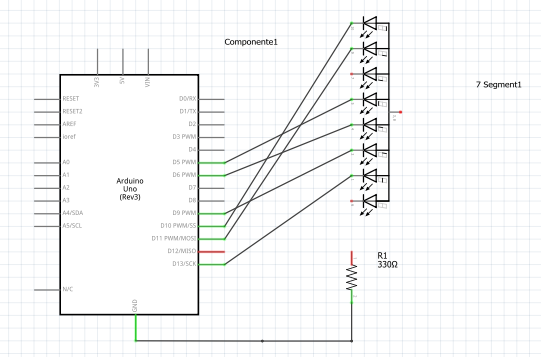 Componente1
7 Segment1
3V3
5V
VIN
RESET
RESET2
AREF
ioref
A0
A1
A2
A3
A4/SDA
A5/SCL
N/C
Arduino
Uno
(Rev3)
D0/RX
D1/TX
D2
D3 PWM
D4
D5 PWM
D6 PWM
D7
D8
D9 PWM
D10 PWM/SS
D11 PWM/MOSI
D12/MISO
D13/SCK
GND
R1
330Ω